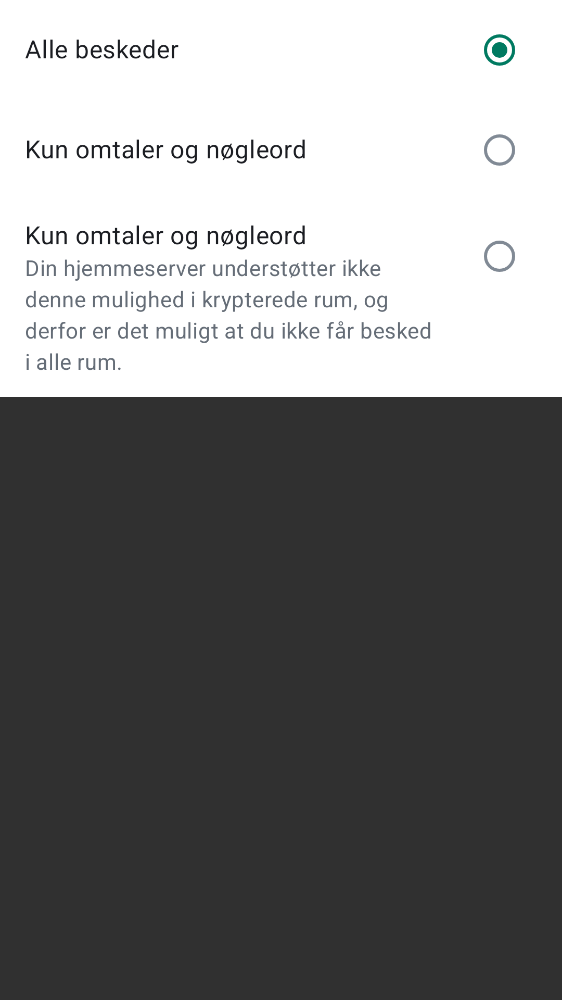 Alle beskeder
Kun omtaler og nøgleord
Kun omtaler og nøgleord
Din hjemmeserver understøtter ikke
denne mulighed i krypterede rum, og
derfor er det muligt at du ikke får besked
i alle rum.